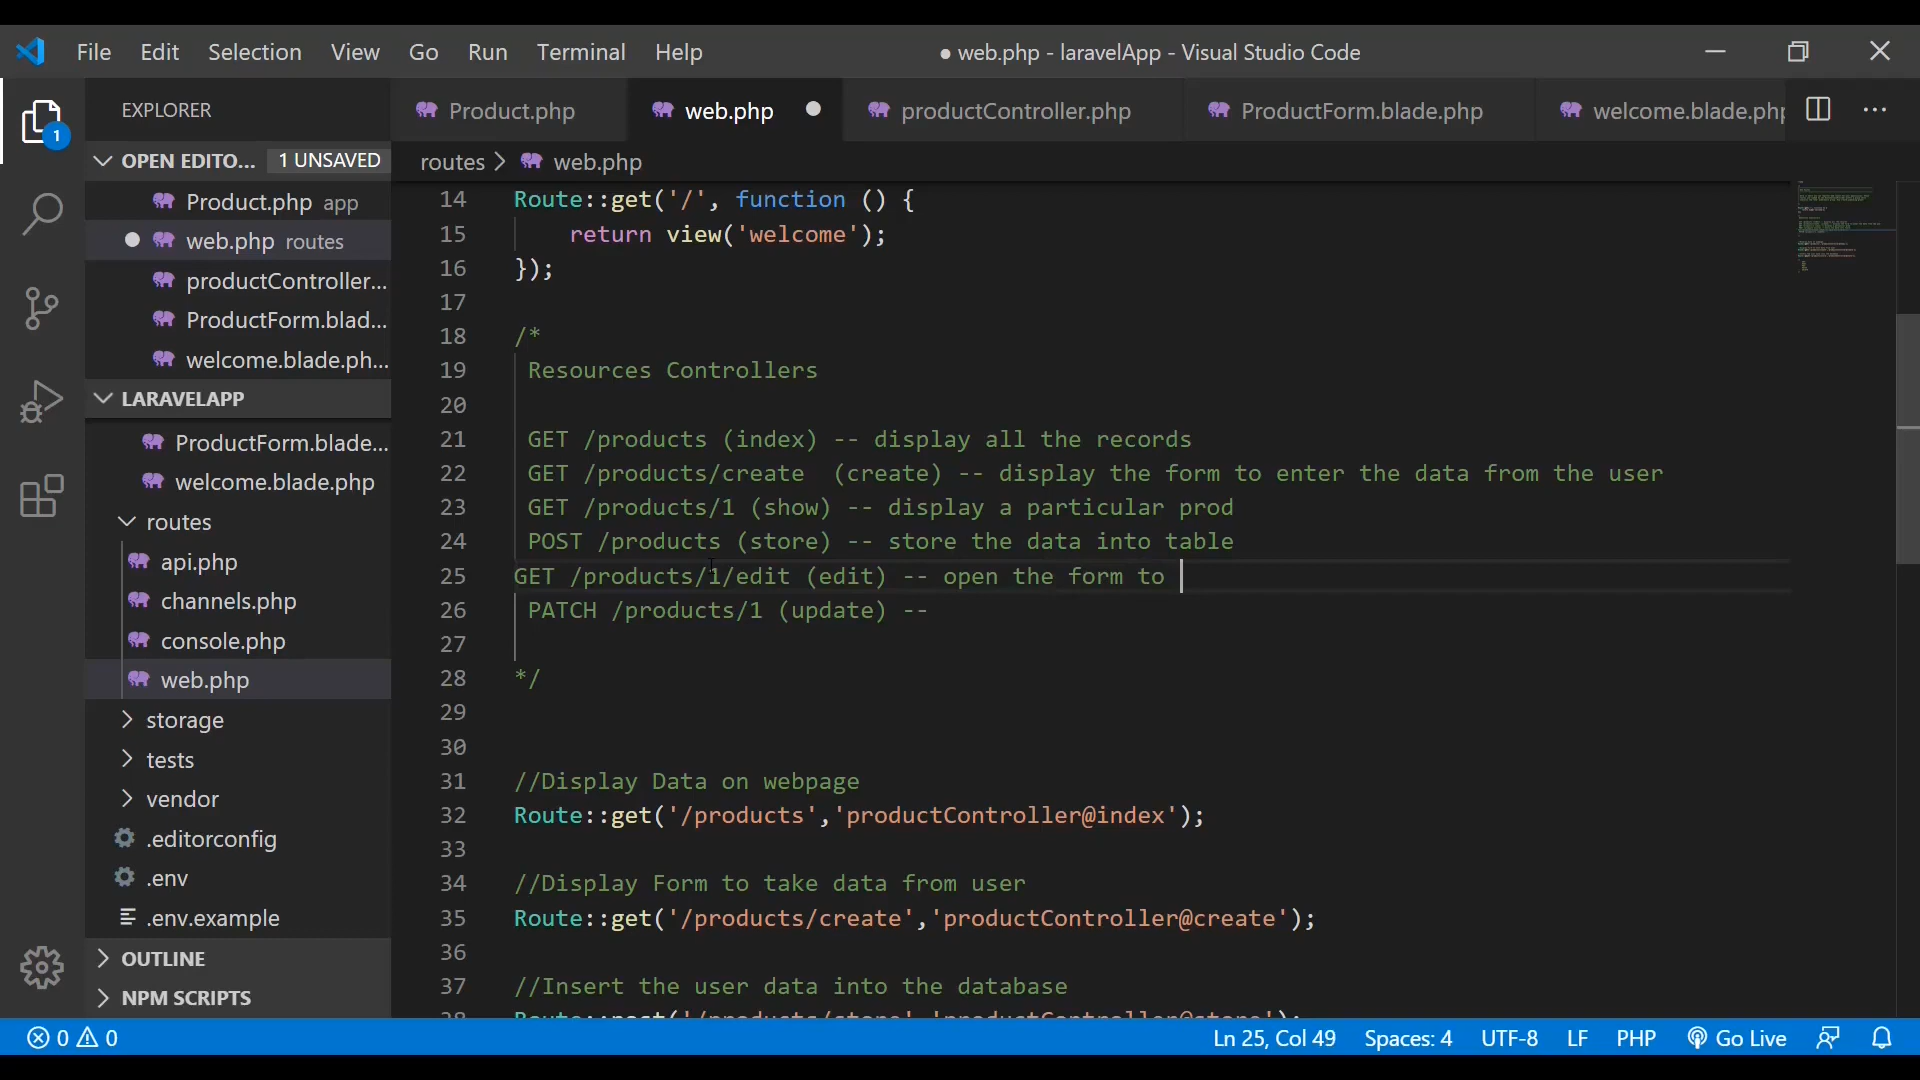 File Edit Selection View Go Run Terminal Help ● web.php - laravelApp - Visual Studio Code
EXPLORER
Product.php web.php productController.php ProductForm.blade.php welcome.blade.php
1
OPEN EDITO... 1 UNSAVED
routes > web.php
Product.php app
web.php routes
productController...
ProductForm.blad...
welcome.blade.ph...
LARAVELAPP
ProductForm.blade...
welcome.blade.php
routes
api.php
channels.php
console.php
web.php
storage
tests
vendor
.editorconfig
.env
.env.example
OUTLINE
NPM SCRIPTS
14 Route::get('/', function () {
15 return view('welcome');
16 });
17
18 /*
19 Resources Controllers
20
21 GET /products (index) -- display all the records
22 GET /products/create  (create) -- display the form to enter the data from the user
23 GET /products/1 (show) -- display a particular prod
24 POST /products (store) -- store the data into table
25 GET /products/1/edit (edit) -- open the form to
26 PATCH /products/1 (update) --
27
28 */
29
30
31 //Display Data on webpage
32 Route::get('/products','productController@index');
33
34 //Display Form to take data from user
35 Route::get('/products/create','productController@create');
36
37 //Insert the user data into the database
38 Route::post('/products/store','productController@store');
0 0 Ln 25, Col 49 Spaces: 4 UTF-8 LF PHP Go Live